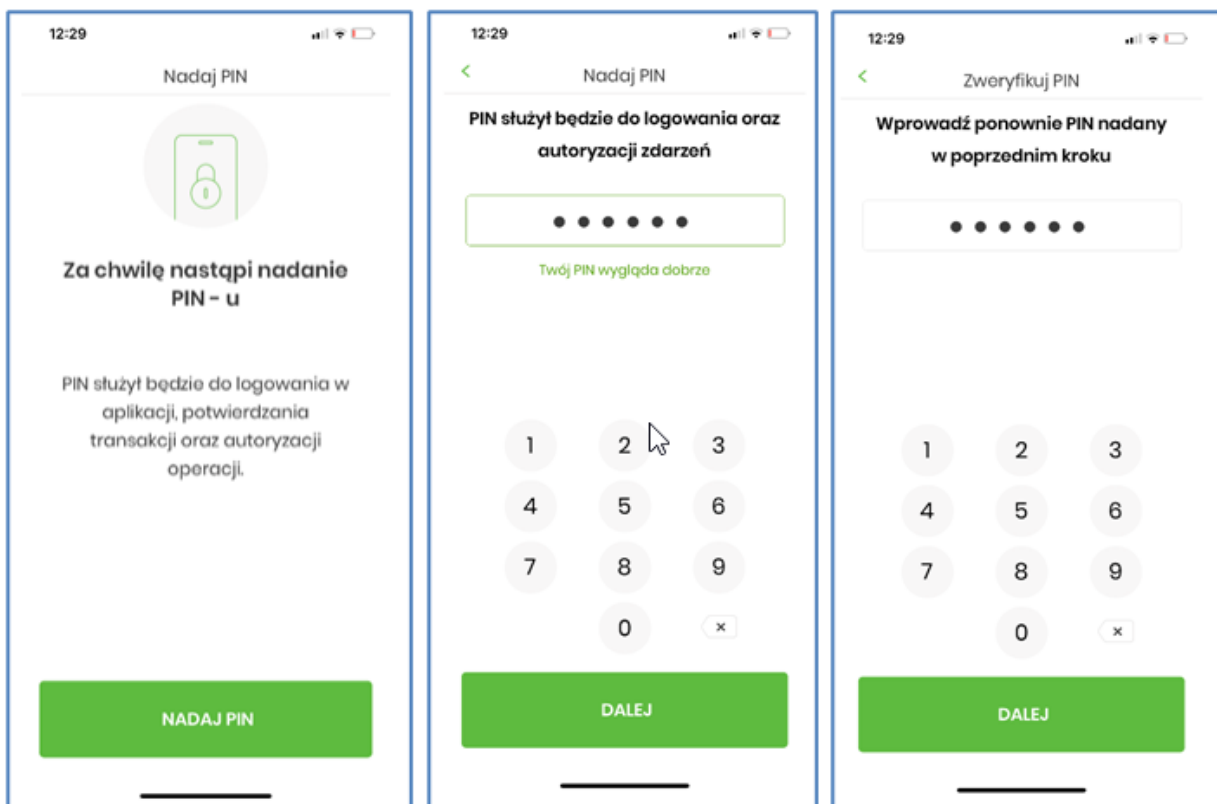 12:29
Nadaj PIN
Za chwilę nastąpi nadanie
PIN - u
PIN służył będzie do logowania w
aplikacji, potwierdzania
transakcji oraz autoryzacji
operacji.
NADAJ PIN
12:29
<
Nadaj PIN
PIN służył będzie do logowania oraz
autoryzacji zdarzeń
Twój PIN wygląda dobrze
1 2 3
4 5 6
7 8 9
0
DALEJ
12:29
<
Zweryfikuj PIN
Wprowadź ponownie PIN nadany
w poprzednim kroku
1 2 3
4 5 6
7 8 9
0
DALEJ